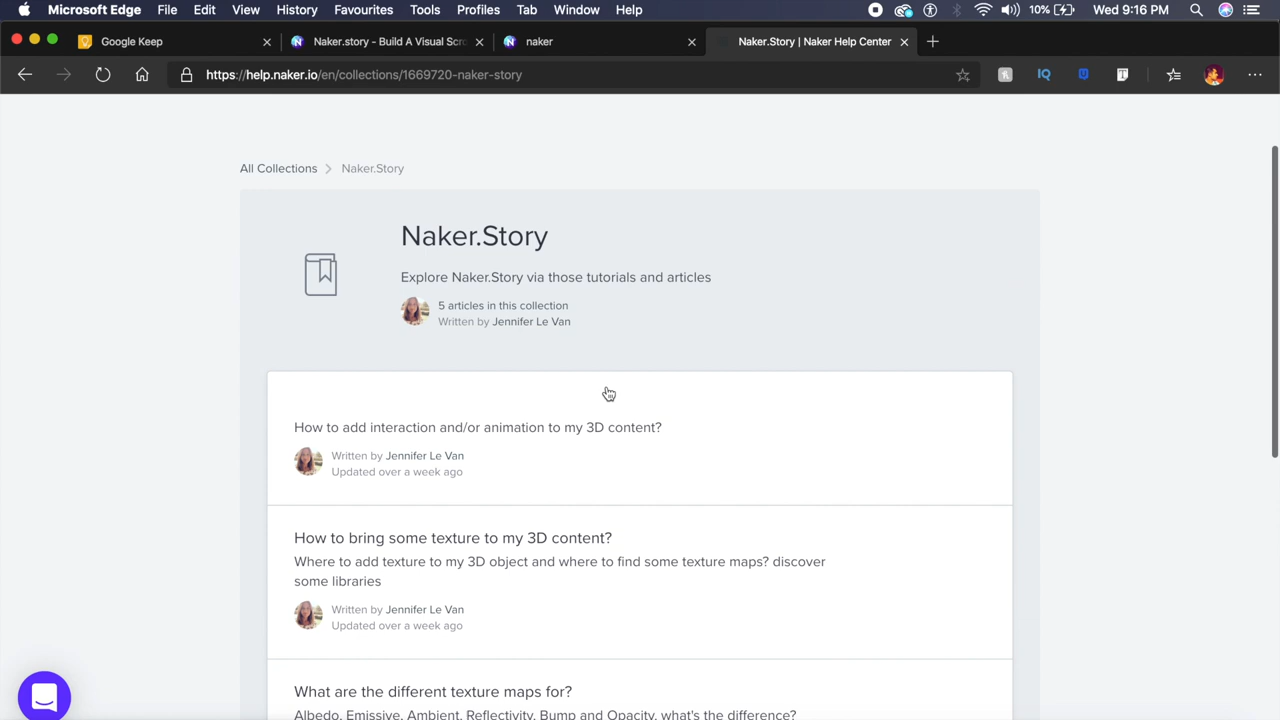 Microsoft Edge File Edit View History Favourites Tools Profiles Tab Window Help 10% Wed 9:16 PM
Google Keep Naker.story - Build A Visual Scro naker Naker.Story | Naker Help Center
https://help.naker.io/en/collections/1669720-naker-story
All Collections Naker.Story
Naker.Story
Explore Naker.Story via those tutorials and articles
5 articles in this collection
Written by Jennifer Le Van
How to add interaction and/or animation to my 3D content?
Written by Jennifer Le Van
Updated over a week ago
How to bring some texture to my 3D content?
Where to add texture to my 3D object and where to find some texture maps? discover
some libraries
Written by Jennifer Le Van
Updated over a week ago
What are the different texture maps for?
Albedo, Emissive, Ambient, Reflectivity, Bump and Opacity, what's the difference?